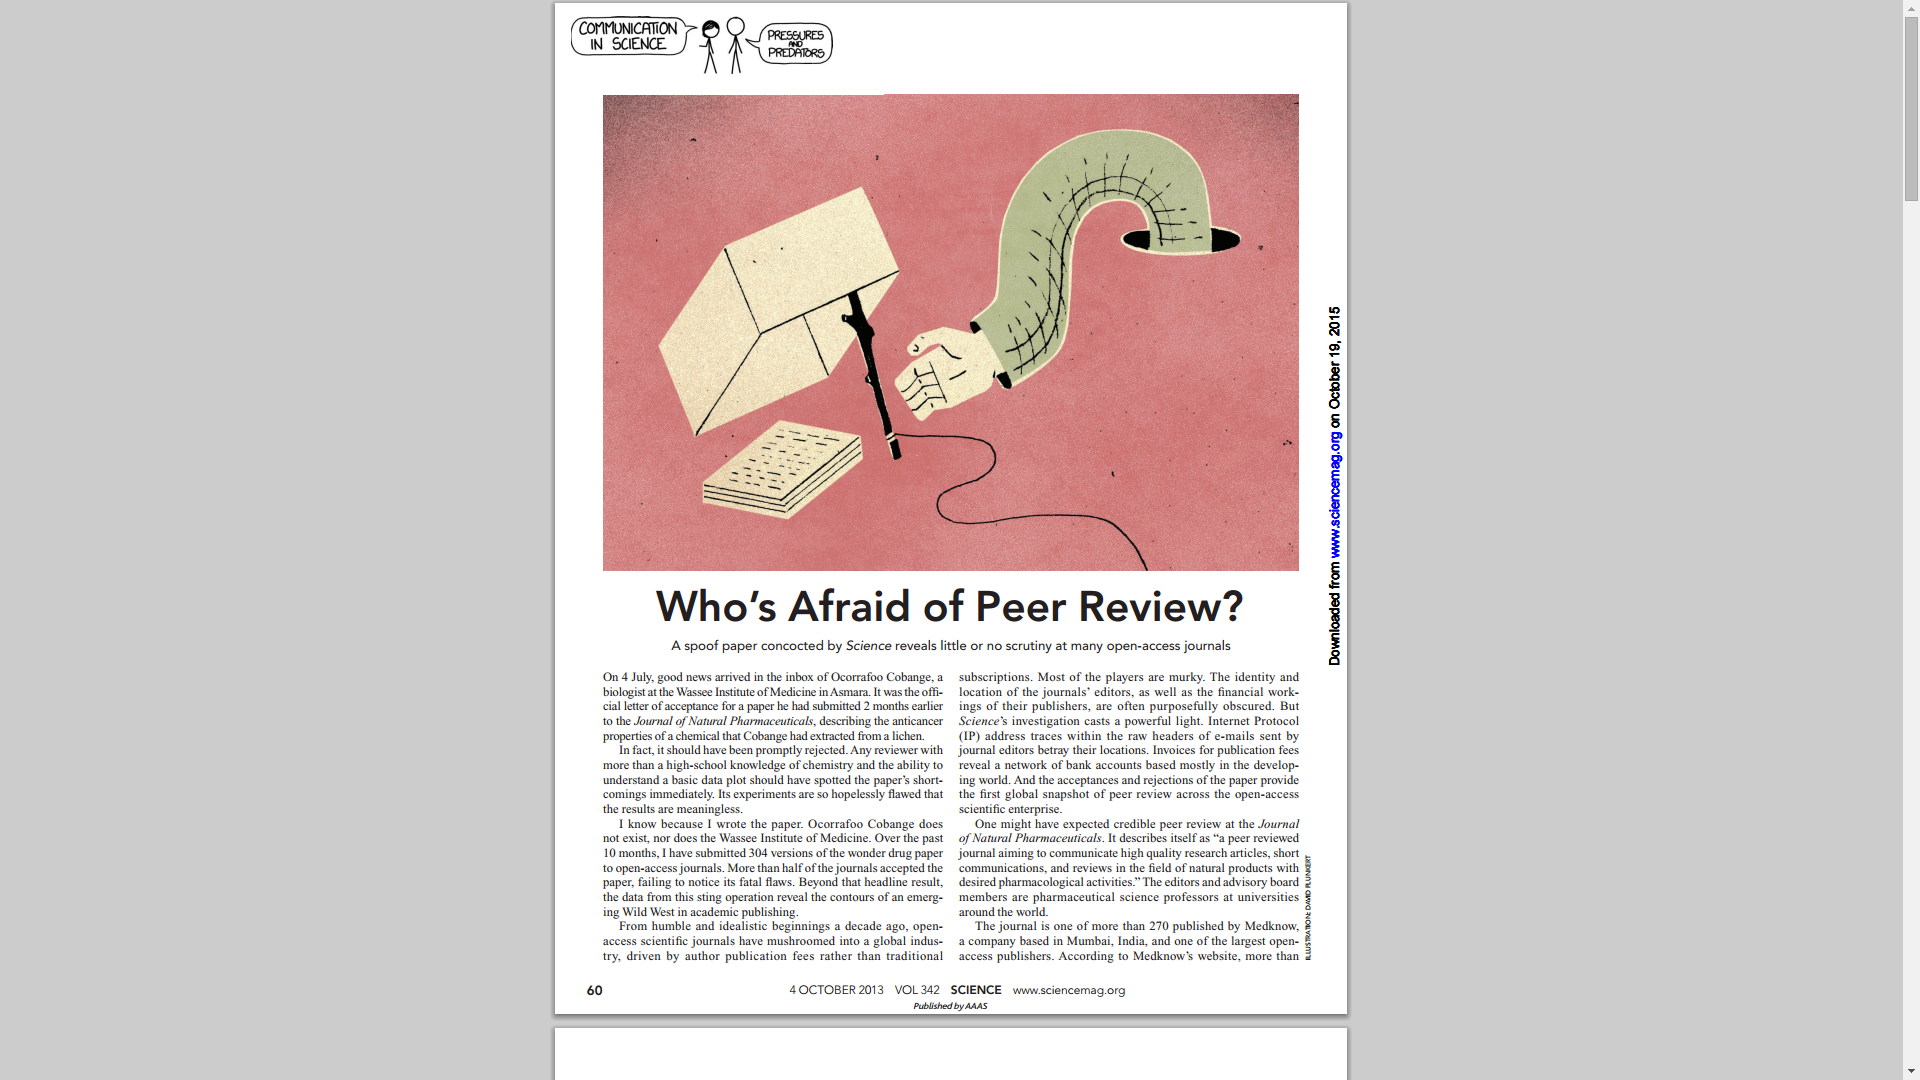 COMMUNICATION
IN SCIENCE
PRESSURES
AND
PREDATORS
Who's Afraid of Peer Review?
A spoof paper concocted by Science reveals little or no scrutiny at many open-access journals
On 4 July, good news arrived in the inbox of Ocorrafoo Cobange, a
biologist at the Wassee Institute of Medicine in Asmara. It was the offi-
cial letter of acceptance for a paper he had submitted 2 months earlier
to the Journal of Natural Pharmaceuticals, describing the anticancer
properties of a chemical that Cobange had extracted from a lichen.
In fact, it should have been promptly rejected. Any reviewer with
more than a high-school knowledge of chemistry and the ability to
understand a basic data plot should have spotted the paper's short-
comings immediately. Its experiments are so hopelessly flawed that
the results are meaningless.
I know because I wrote the paper. Ocorrafoo Cobange does
not exist, nor does the Wassee Institute of Medicine. Over the past
10 months, I have submitted 304 versions of the wonder drug paper
to open-access journals. More than half of the journals accepted the
paper, failing to notice its fatal flaws. Beyond that headline result,
the data from this sting operation reveal the contours of an emerg-
ing Wild West in academic publishing.
From humble and idealistic beginnings a decade ago, open-
access scientific journals have mushroomed into a global indus-
try, driven by author publication fees rather than traditional
subscriptions. Most of the players are murky. The identity and
location of the journals' editors, as well as the financial work-
ings of their publishers, are often purposefully obscured. But
Science's investigation casts a powerful light. Internet Protocol
(IP) address traces within the raw headers of e-mails sent by
journal editors betray their locations. Invoices for publication fees
reveal a network of bank accounts based mostly in the develop-
ing world. And the acceptances and rejections of the paper provide
the first global snapshot of peer review across the open-access
scientific enterprise.
One might have expected credible peer review at the Journal
of Natural Pharmaceuticals. It describes itself as “a peer reviewed
journal aiming to communicate high quality research articles, short
communications, and reviews in the field of natural products with
desired pharmacological activities.” The editors and advisory board
members are pharmaceutical science professors at universities
around the world.
The journal is one of more than 270 published by Medknow,
a company based in Mumbai, India, and one of the largest open-
access publishers. According to Medknow's website, more than
ILLUSTRATION: DAVID PLUNKERT
Downloaded from www.sciencemag.org on October 19, 2015
60
4 OCTOBER 2013 VOL 342 SCIENCE www.sciencemag.org
Published by AAAS